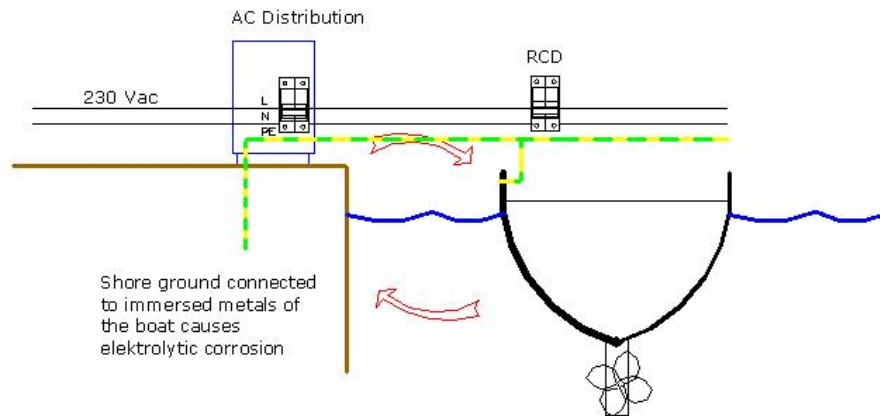 AC Distribution
RCD
230 Vac
L
N
PE
Shore ground connected
to immersed metals of
the boat causes
elektrolytic corrosion